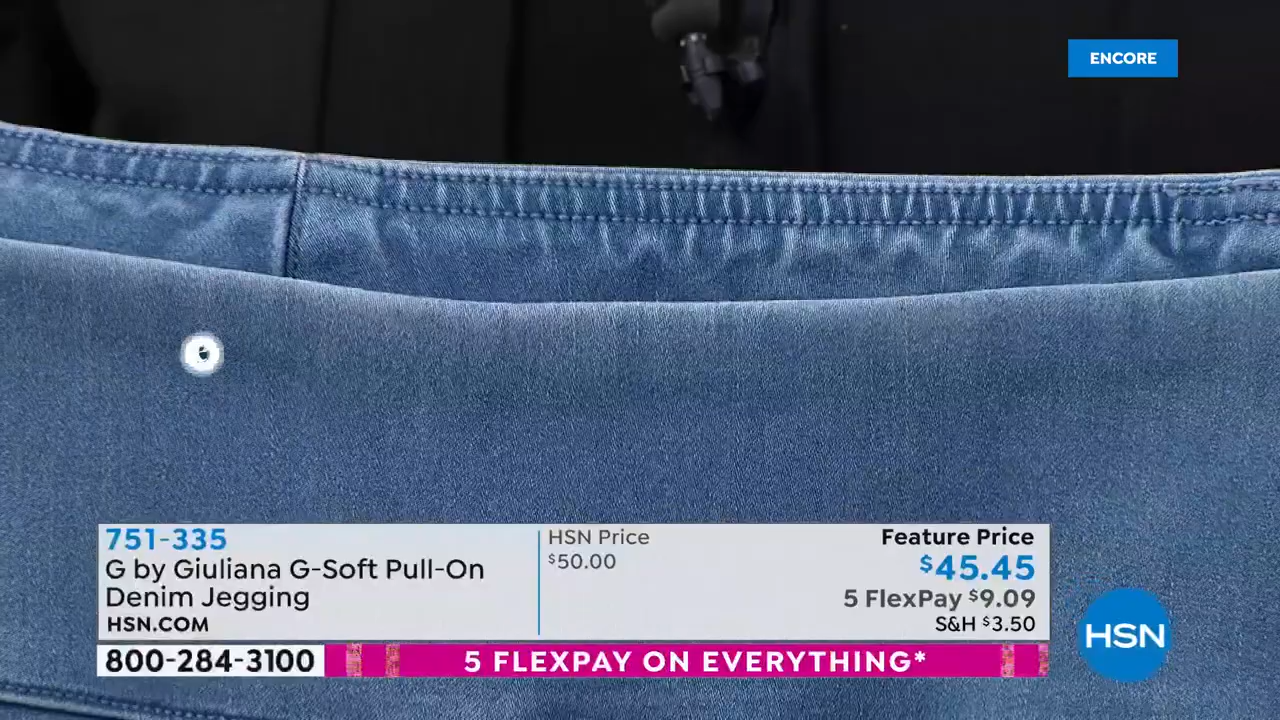 ENCORE
751-335
G by Giuliana G-Soft Pull-On
Denim Jegging
HSN.COM
HSN Price
$50.00
Feature Price
$45.45
5 FlexPay $9.09
S&H $3.50
HSN
800-284-3100
5 FLEXPAY ON EVERYTHING*